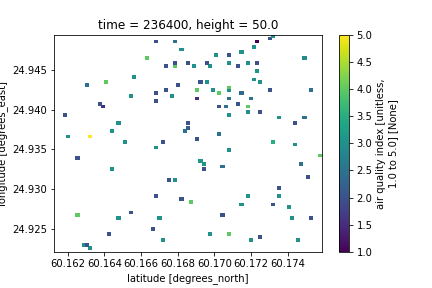 time = 236400, height = 50.0
24.945
24.940
24.935
24.930
24.925
60.162 60.164 60.166 60.168 60.170 60.172 60.174
latitude [degrees_north]
longitude [degrees_east]
5.0
4.5
4.0
3.5
3.0
2.5
2.0
1.5
1.0
air quality index [unitless,
1.0 to 5.0] [None]